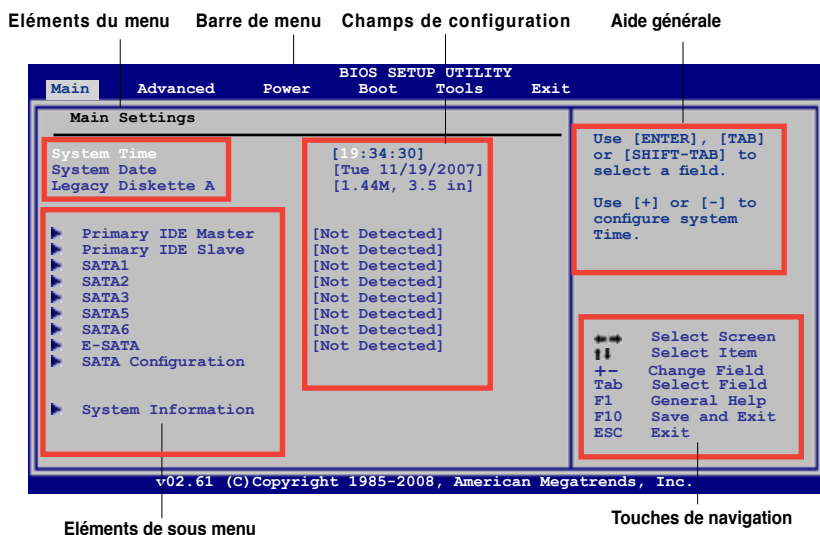 Eléments du menu Barre de menu Champs de configuration Aide générale
BIOS SETUP UTILITY
Main Advanced Power Boot Tools Exit
Main Settings
System Time [19:34:30]
System Date [Tue 11/19/2007]
Legacy Diskette A [1.44M, 3.5 in]
Primary IDE Master [Not Detected]
Primary IDE Slave [Not Detected]
SATA1 [Not Detected]
SATA2 [Not Detected]
SATA3 [Not Detected]
SATA5 [Not Detected]
SATA6 [Not Detected]
E-SATA [Not Detected]
SATA Configuration
System Information
Use [ENTER], [TAB]
or [SHIFT-TAB] to
select a field.
Use [+] or [-] to
configure system
Time.
Select Screen
Select Item
+- Change Field
Tab Select Field
F1 General Help
F10 Save and Exit
ESC Exit
v02.61 (C)Copyright 1985-2008, American Megatrends, Inc.
Eléments de sous menu
Touches de navigation